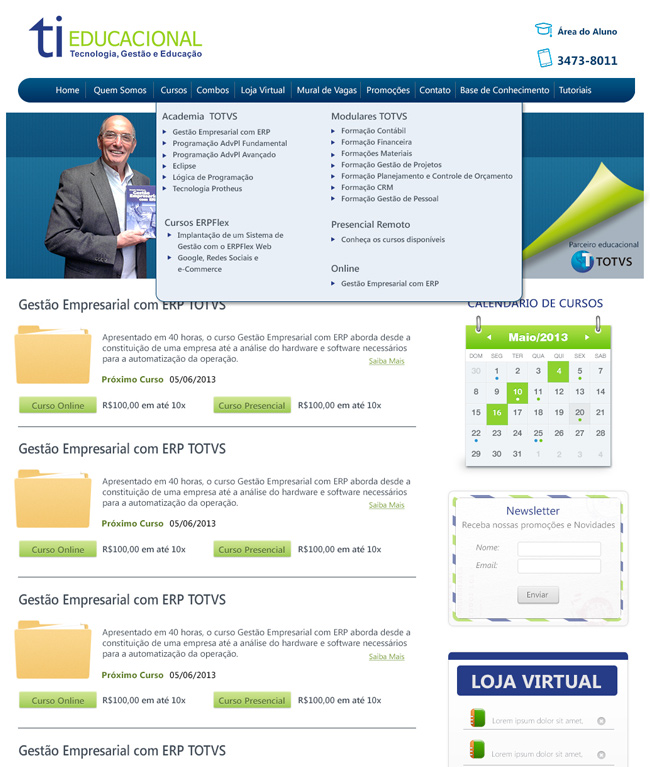 ti EDUCACIONAL
Tecnologia, Gestão e Educação
Área do Aluno
3473-8011
Home Quem Somos Cursos Combos Loja Virtual Mural de Vagas Promoções Contato Base de Conhecimento Tutoriais
Academia TOTVS
Gestão Empresarial com ERP
Programação AdvPl Fundamental
Programação AdvPl Avançado
Eclipse
Lógica de Programação
Tecnologia Protheus
Cursos ERPFlex
Implantação de um Sistema de
Gestão com o ERPFlex Web
Google, Redes Sociais e
e-Commerce
Modulares TOTVS
Formação Contábil
Formação Financeira
Formações Materiais
Formação Gestão de Projetos
Formação Planejamento e Controle de Orçamento
Formação CRM
Formação Gestão de Pessoal
Presencial Remoto
Conheça os cursos disponíveis
Online
Gestão Empresarial com ERP
Parceiro educacional
TOTVS
Gestão Empresarial com ERP TOTVS
Apresentado em 40 horas, o curso Gestão Empresarial com ERP aborda desde a
constituição de uma empresa até a análise do hardware e software necessários
para a automatização da operação.
Saiba Mais
Próximo Curso 05/06/2013
Curso Online R$100,00 em até 10x Curso Presencial R$100,00 em até 10x
Gestão Empresarial com ERP TOTVS
Apresentado em 40 horas, o curso Gestão Empresarial com ERP aborda desde a
constituição de uma empresa até a análise do hardware e software necessários
para a automatização da operação.
Saiba Mais
Próximo Curso 05/06/2013
Curso Online R$100,00 em até 10x Curso Presencial R$100,00 em até 10x
Gestão Empresarial com ERP TOTVS
Apresentado em 40 horas, o curso Gestão Empresarial com ERP aborda desde a
constituição de uma empresa até a análise do hardware e software necessários
para a automatização da operação.
Saiba Mais
Próximo Curso 05/06/2013
Curso Online R$100,00 em até 10x Curso Presencial R$100,00 em até 10x
Gestão Empresarial com ERP TOTVS
CALENDÁRIO DE CURSOS
Maio/2013
DOM SEG TER QUA QUI SEX SAB
30 1 2 3 4 5 7
8 9 10 11 12 13 14
15 16 17 18 19 20 21
22 23 24 25 26 27 28
29 30 31 1 2 3 4
Newsletter
Receba nossas promoções e Novidades
Nome:
Email:
Enviar
LOJA VIRTUAL
Lorem ipsum dolor sit amet.
Lorem ipsum dolor sit amet.